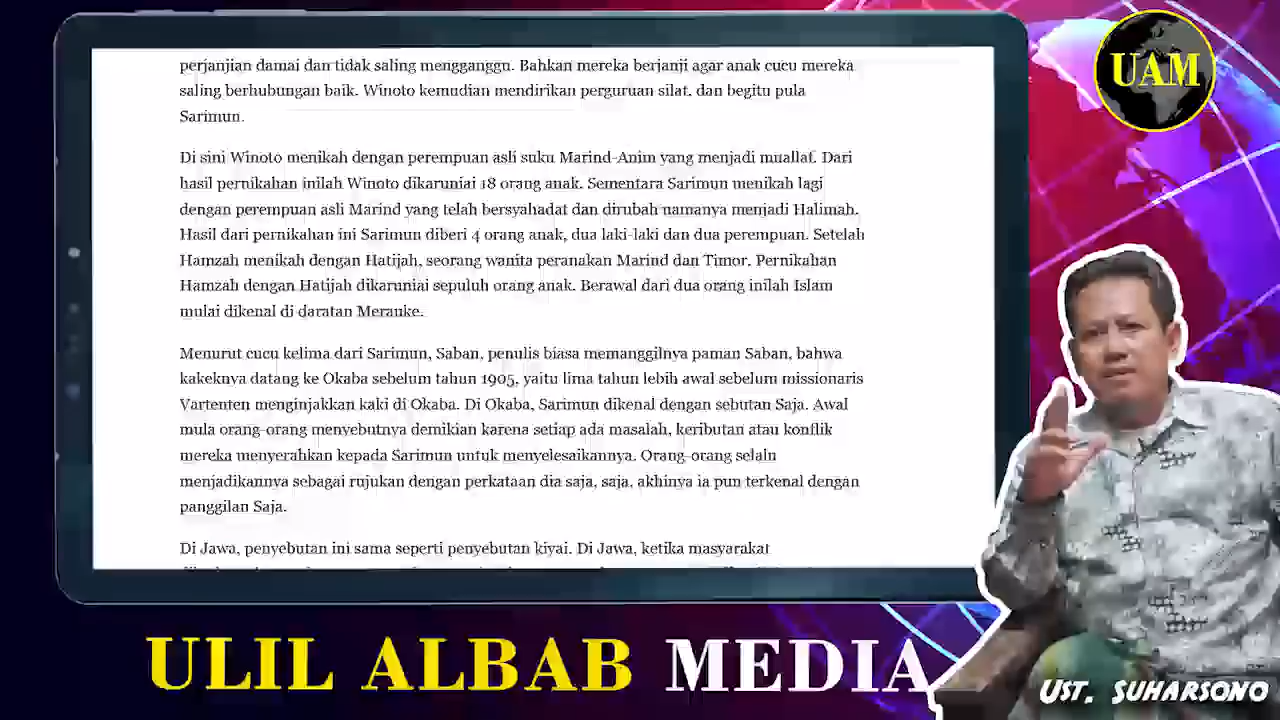 perjanjian damai dan tidak saling mengganggu. Bahkan mereka berjanji agar anak cucu mereka
saling berhubungan baik. Winoto kemudian mendirikan perguruan silat, dan begitu pula
Sarimun.
Di sini Winoto menikah dengan perempuan asli suku Marind-Anim yang menjadi muallaf. Dari
hasil pernikahan inilah Winoto dikaruniai 18 orang anak. Sementara Sarimun menikah lagi
dengan perempuan asli Marind yang telah bersyahadat dan dirubah namanya menjadi Halimah.
Hasil dari pernikahan ini Sarimun diberi 4 orang anak, dua laki-laki dan dua perempuan. Setelah
Hamzah menikah dengan Hatijah, seorang wanita peranakan Marind dan Timor. Pernikahan
Hamzah dengan Hatijah dikaruniai sepuluh orang anak. Berawal dari dua orang inilah Islam
mulai dikenal di daratan Merauke.
Menurut cucu kelima dari Sarimun, Saban, penulis biasa memanggilnya paman Saban, bahwa
kakeknya datang ke Okaba sebelum tahun 1905, yaitu lima tahun lebih awal sebelum missionaris
Vartenten menginjakkan kaki di Okaba. Di Okaba, Sarimun dikenal dengan sebutan Saja. Awal
mula orang-orang menyebutnya demikian karena setiap ada masalah, keributan atau konflik
mereka menyerahkan kepada Sarimun untuk menyelesaikannya. Orang-orang selain
menjadikannya sebagai rujukan dengan perkataan dia saja, saja, akhinya ia pun terkenal dengan
panggilan Saja.
Di Jawa, penyebutan ini sama seperti penyebutan kiyai. Di Jawa, ketika masyarakat
UAM
ULIL ALBAB MEDIA
UST. SUHARSONO